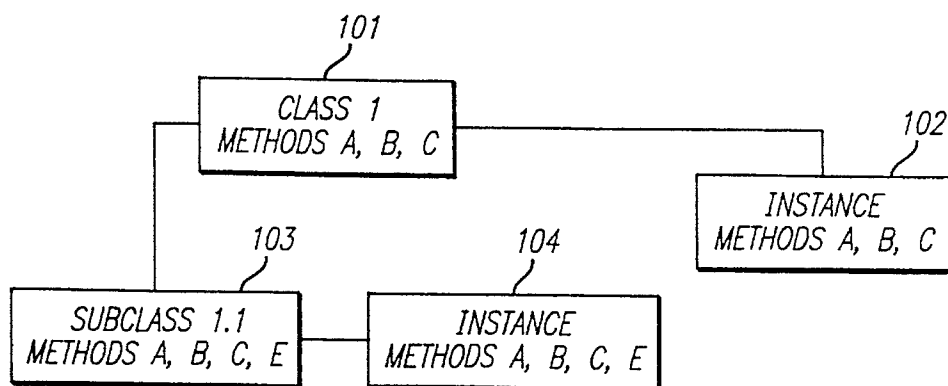 101
CLASS 1
METHODS A, B, C
102
INSTANCE
METHODS A, B, C
103
SUBCLASS 1.1
METHODS A, B, C, E
104
INSTANCE
METHODS A, B, C, E